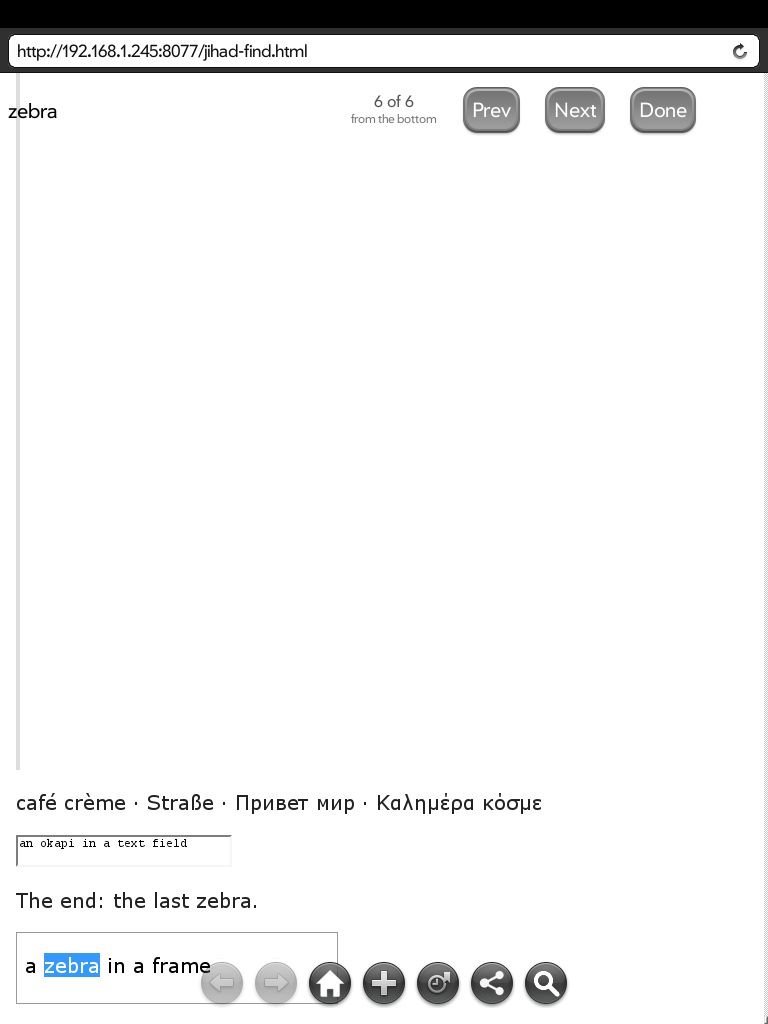 http://192.168.1.245:8077/jihad-find.html
zebra
6 of 6
from the bottom
Prev
Next
Done
café crème · Straße · Привет мир · Καλημέρα κόσμε
an okapi in a text field
The end: the last zebra.
a zebra in a frame